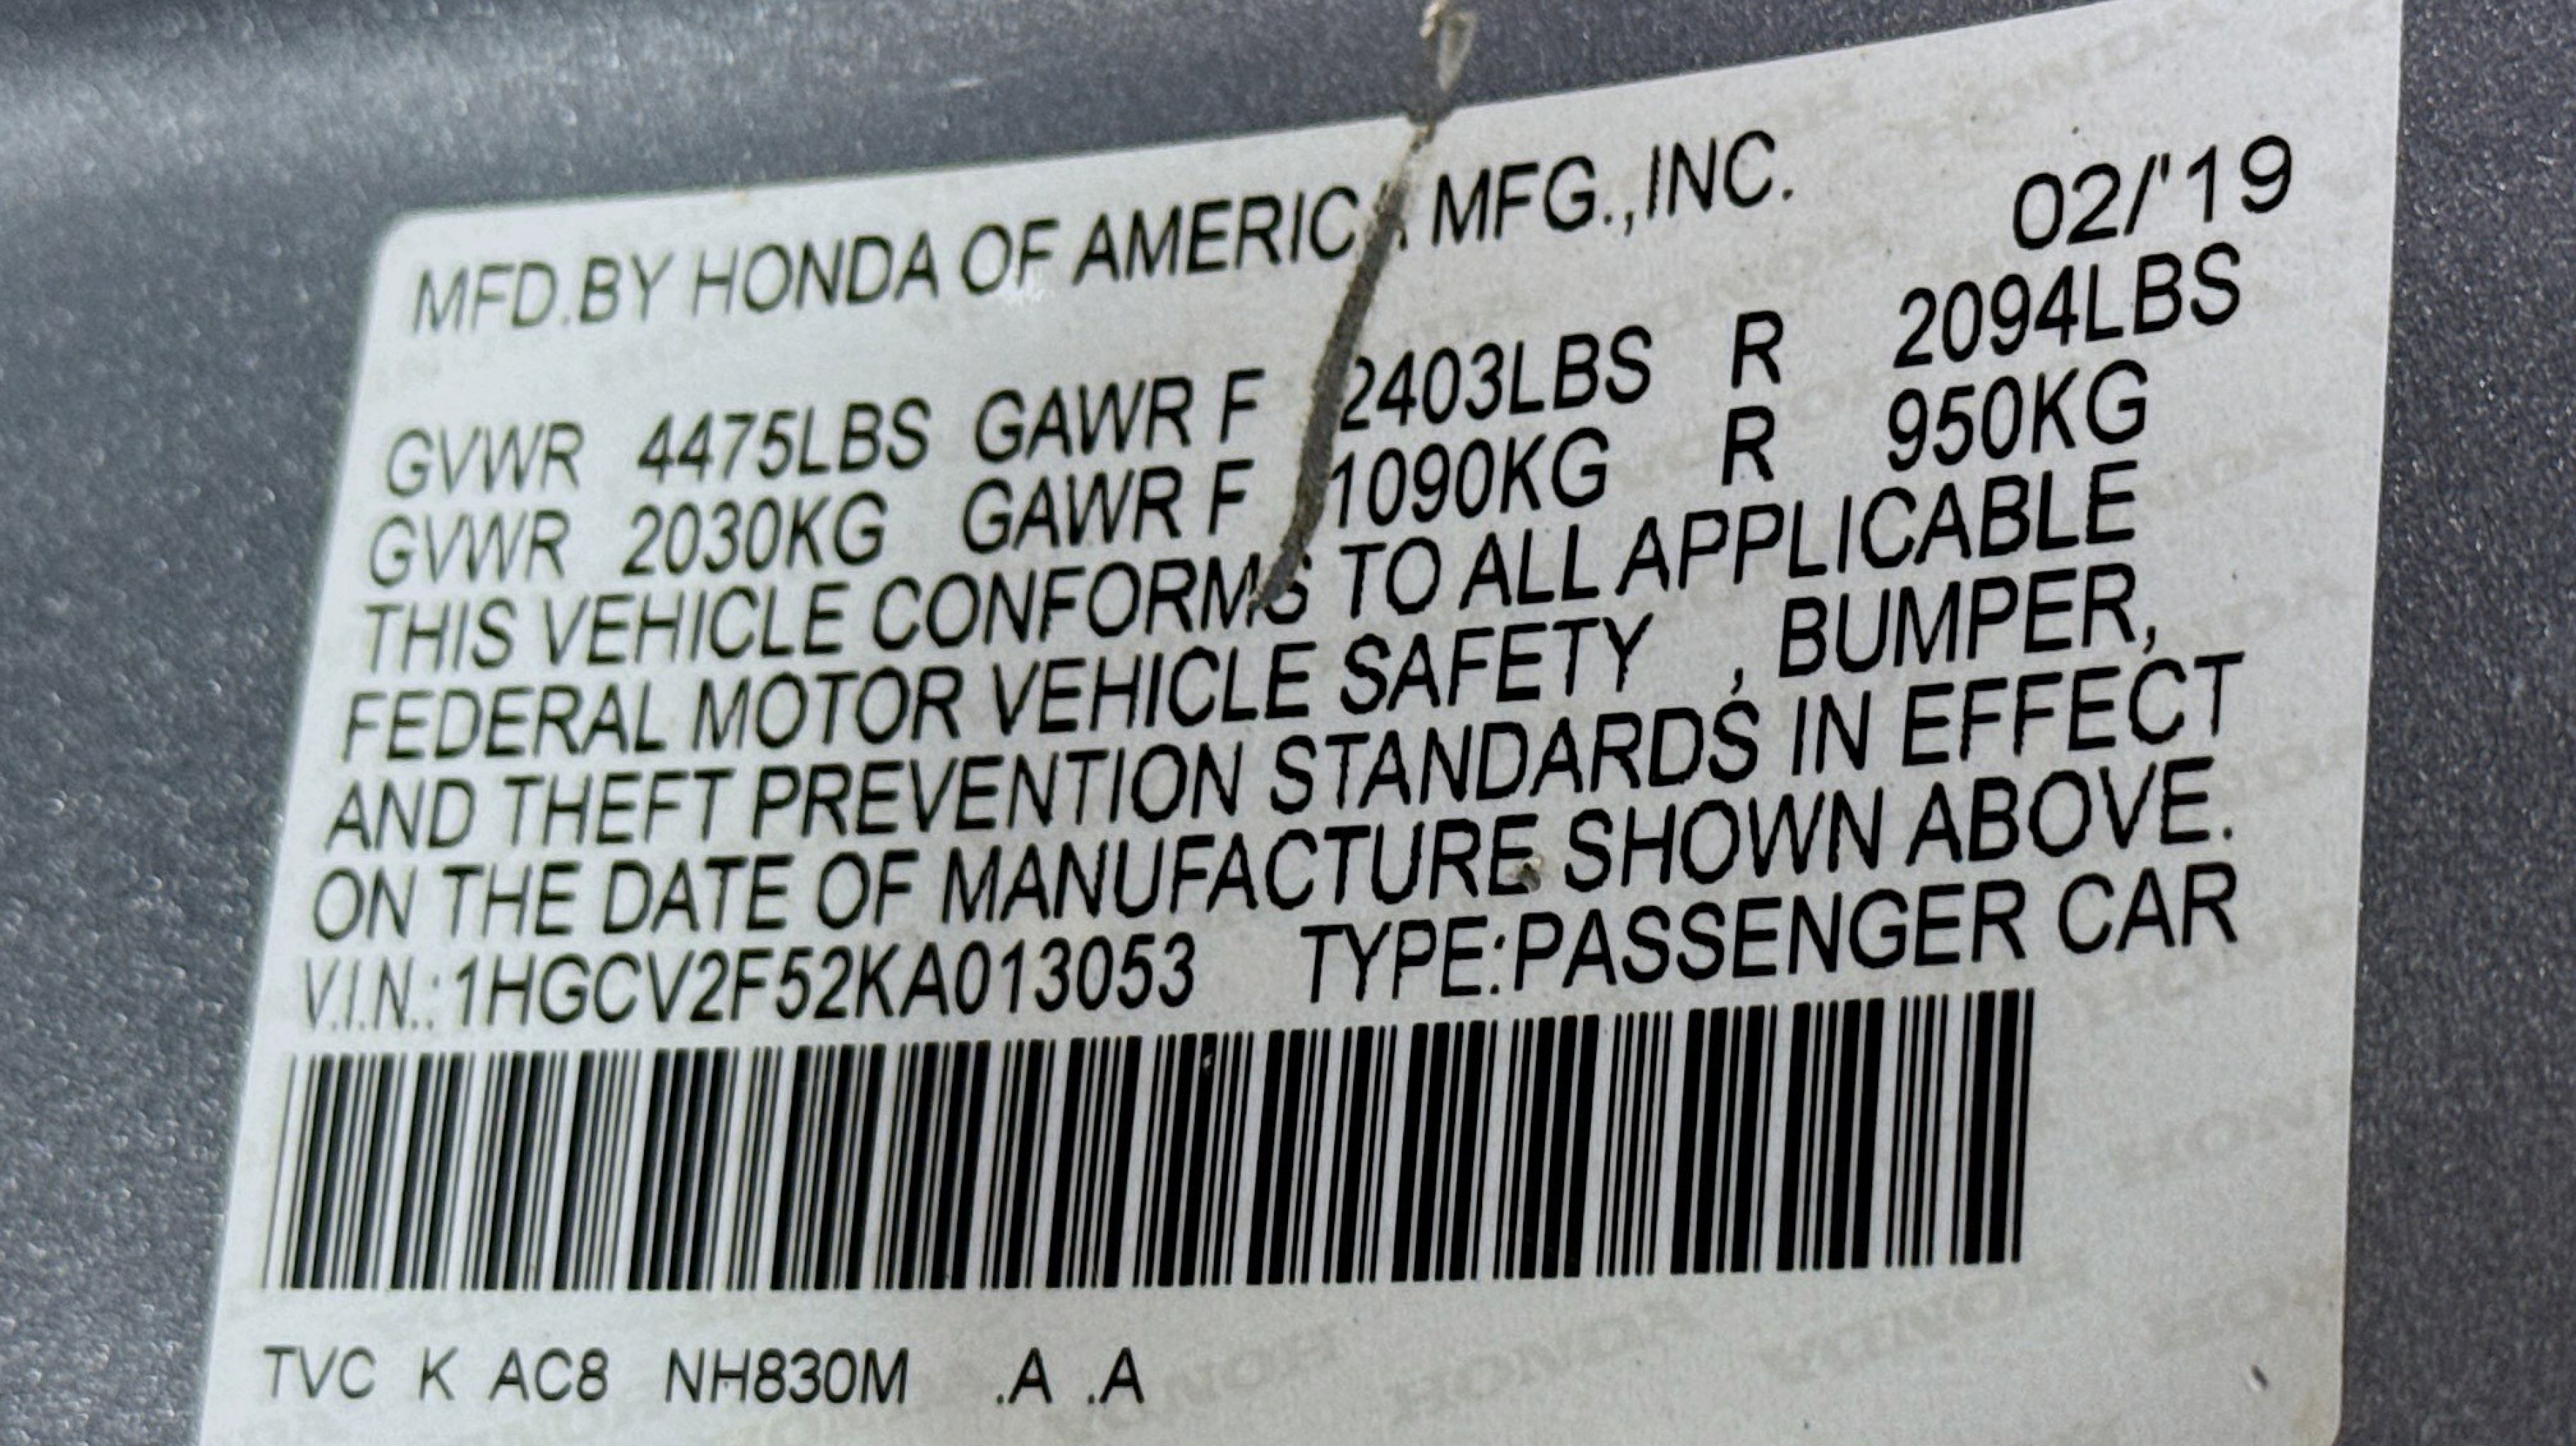 MFD.BY HONDA OF AMERICA MFG.,INC. 02/'19
GVWR 4475LBS GAWR F 2403LBS R 2094LBS
GVWR 2030KG GAWR F 1090KG R 950KG
THIS VEHICLE CONFORMS TO ALL APPLICABLE
FEDERAL MOTOR VEHICLE SAFETY , BUMPER,
AND THEFT PREVENTION STANDARDS IN EFFECT
ON THE DATE OF MANUFACTURE SHOWN ABOVE.
V.I.N.:1HGCV2F52KA013053 TYPE:PASSENGER CAR
TVC K AC8 NH830M .A .A